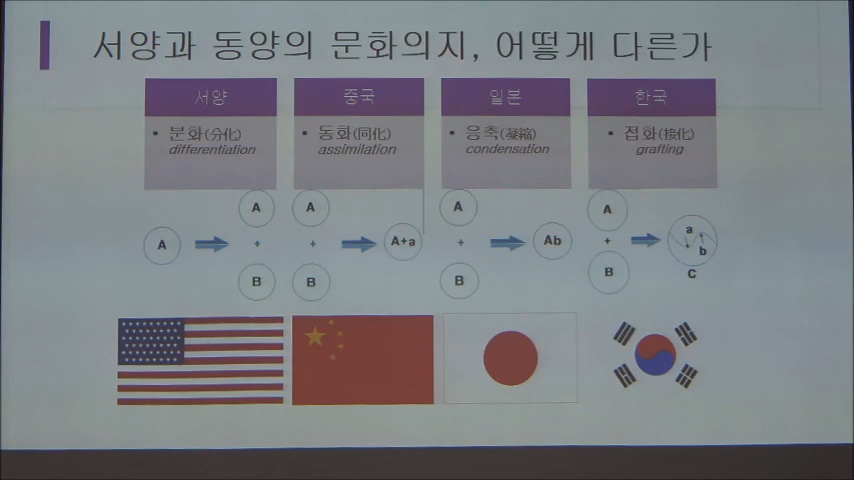 서양과 동양의 문화의지, 어떻게 다른가
서양
• 분화(分化)
differentiation
중국
• 동화(同化)
assimilation
일본
• 응축(凝縮)
condensation
한국
• 접화(接化)
grafting
A
A
+
B
A
+
B
A+a
A
+
B
Ab
A
+
B
a
b
C